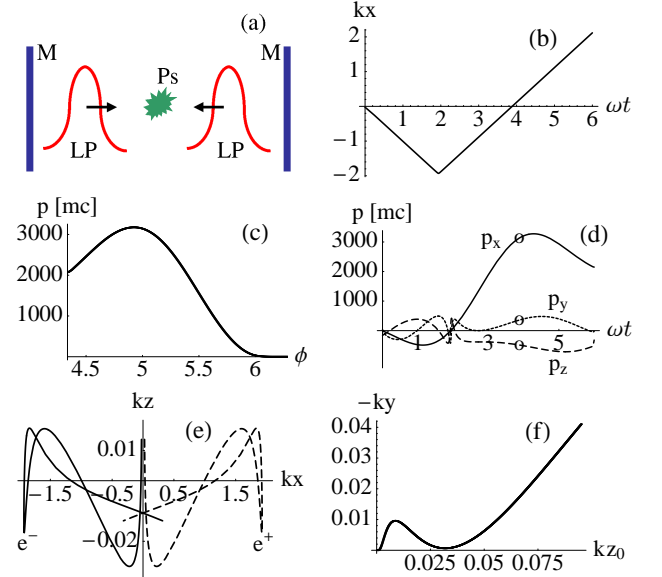 (a)
M
M
Ps
LP
LP
kx
(b)
2
1
1 2 3 4 5 6
ωt
−1
−2
p [mc]
(c)
3000
2000
1000
4.5 5 5.5 6
ϕ
p [mc]
(d)
3000
2000
1000
pₓ
p_y
p_z
1 3 5
ωt
kz
(e)
0.01
−1.5 −0.5 0.5 1.5
kx
−0.02
e⁻
e⁺
−ky
(f)
0.04
0.03
0.02
0.01
0.025 0.05 0.075
kz₀